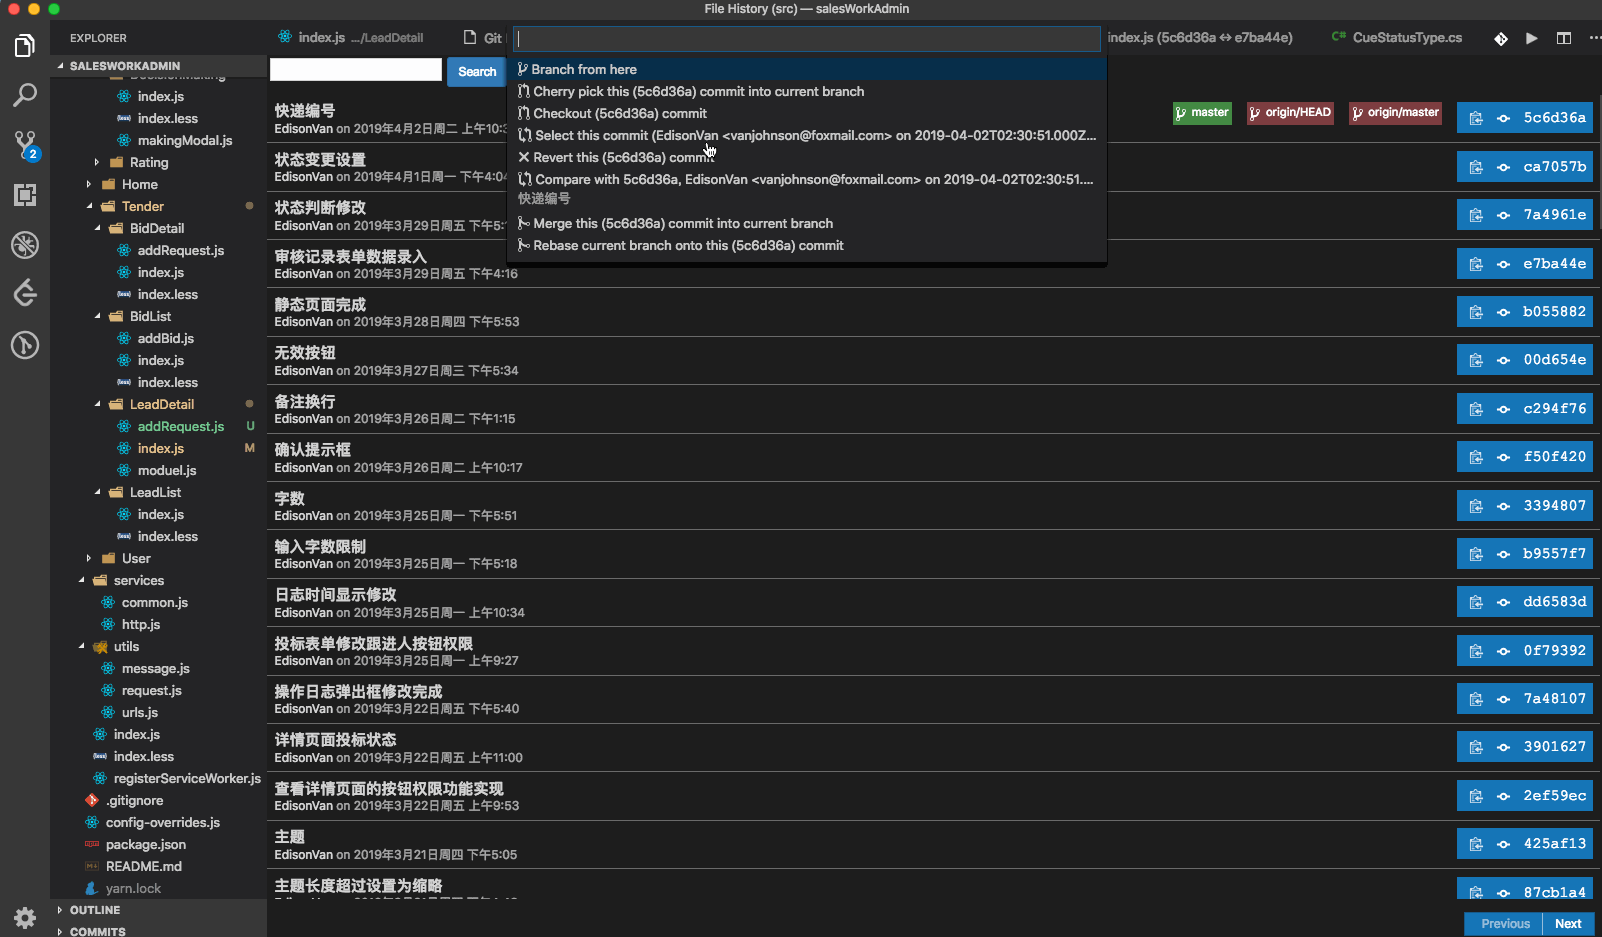 File History (src) — salesWorkAdmin
EXPLORER
index.js .../LeadDetail
Git
index.js (5c6d36a ↔ e7ba44e)
CueStatusType.cs
SALESWORKADMIN
DecisionMaking
index.js
index.less
makingModal.js
Rating
Home
Tender
BidDetail
addRequest.js
index.js
index.less
BidList
addBid.js
index.js
index.less
LeadDetail
addRequest.js U
index.js M
moduel.js
LeadList
index.js
index.less
User
services
common.js
http.js
utils
message.js
request.js
urls.js
index.js
index.less
registerServiceWorker.js
.gitignore
config-overrides.js
package.json
README.md
yarn.lock
OUTLINE
COMMITS
2
Search
Branch from here
Cherry pick this (5c6d36a) commit into current branch
Checkout (5c6d36a) commit
Select this commit (EdisonVan <vanjohnson@foxmail.com> on 2019-04-02T02:30:51.000Z...
Revert this (5c6d36a) commit
Compare with 5c6d36a, EdisonVan <vanjohnson@foxmail.com> on 2019-04-02T02:30:51....
快递编号
Merge this (5c6d36a) commit into current branch
Rebase current branch onto this (5c6d36a) commit
快递编号
EdisonVan on 2019年4月2日周二 上午10:3
master origin/HEAD origin/master 5c6d36a
状态变更设置
EdisonVan on 2019年4月1日周一 下午4:04
ca7057b
状态判断修改
EdisonVan on 2019年3月29日周五 下午5:
7a4961e
审核记录表单数据录入
EdisonVan on 2019年3月29日周五 下午4:16
e7ba44e
静态页面完成
EdisonVan on 2019年3月28日周四 下午5:53
b055882
无效按钮
EdisonVan on 2019年3月27日周三 下午5:34
00d654e
备注换行
EdisonVan on 2019年3月26日周二 下午1:15
c294f76
确认提示框
EdisonVan on 2019年3月26日周二 上午10:17
f50f420
字数
EdisonVan on 2019年3月25日周一 下午5:51
3394807
输入字数限制
EdisonVan on 2019年3月25日周一 下午5:18
b9557f7
日志时间显示修改
EdisonVan on 2019年3月25日周一 上午10:34
dd6583d
投标表单修改跟进人按钮权限
EdisonVan on 2019年3月25日周一 上午9:27
0f79392
操作日志弹出框修改完成
EdisonVan on 2019年3月22日周五 下午5:40
7a48107
详情页面投标状态
EdisonVan on 2019年3月22日周五 上午11:00
3901627
查看详情页面的按钮权限功能实现
EdisonVan on 2019年3月22日周五 上午9:53
2ef59ec
主题
EdisonVan on 2019年3月21日周四 下午5:05
425af13
主题长度超过设置为缩略
87cb1a4
Previous Next